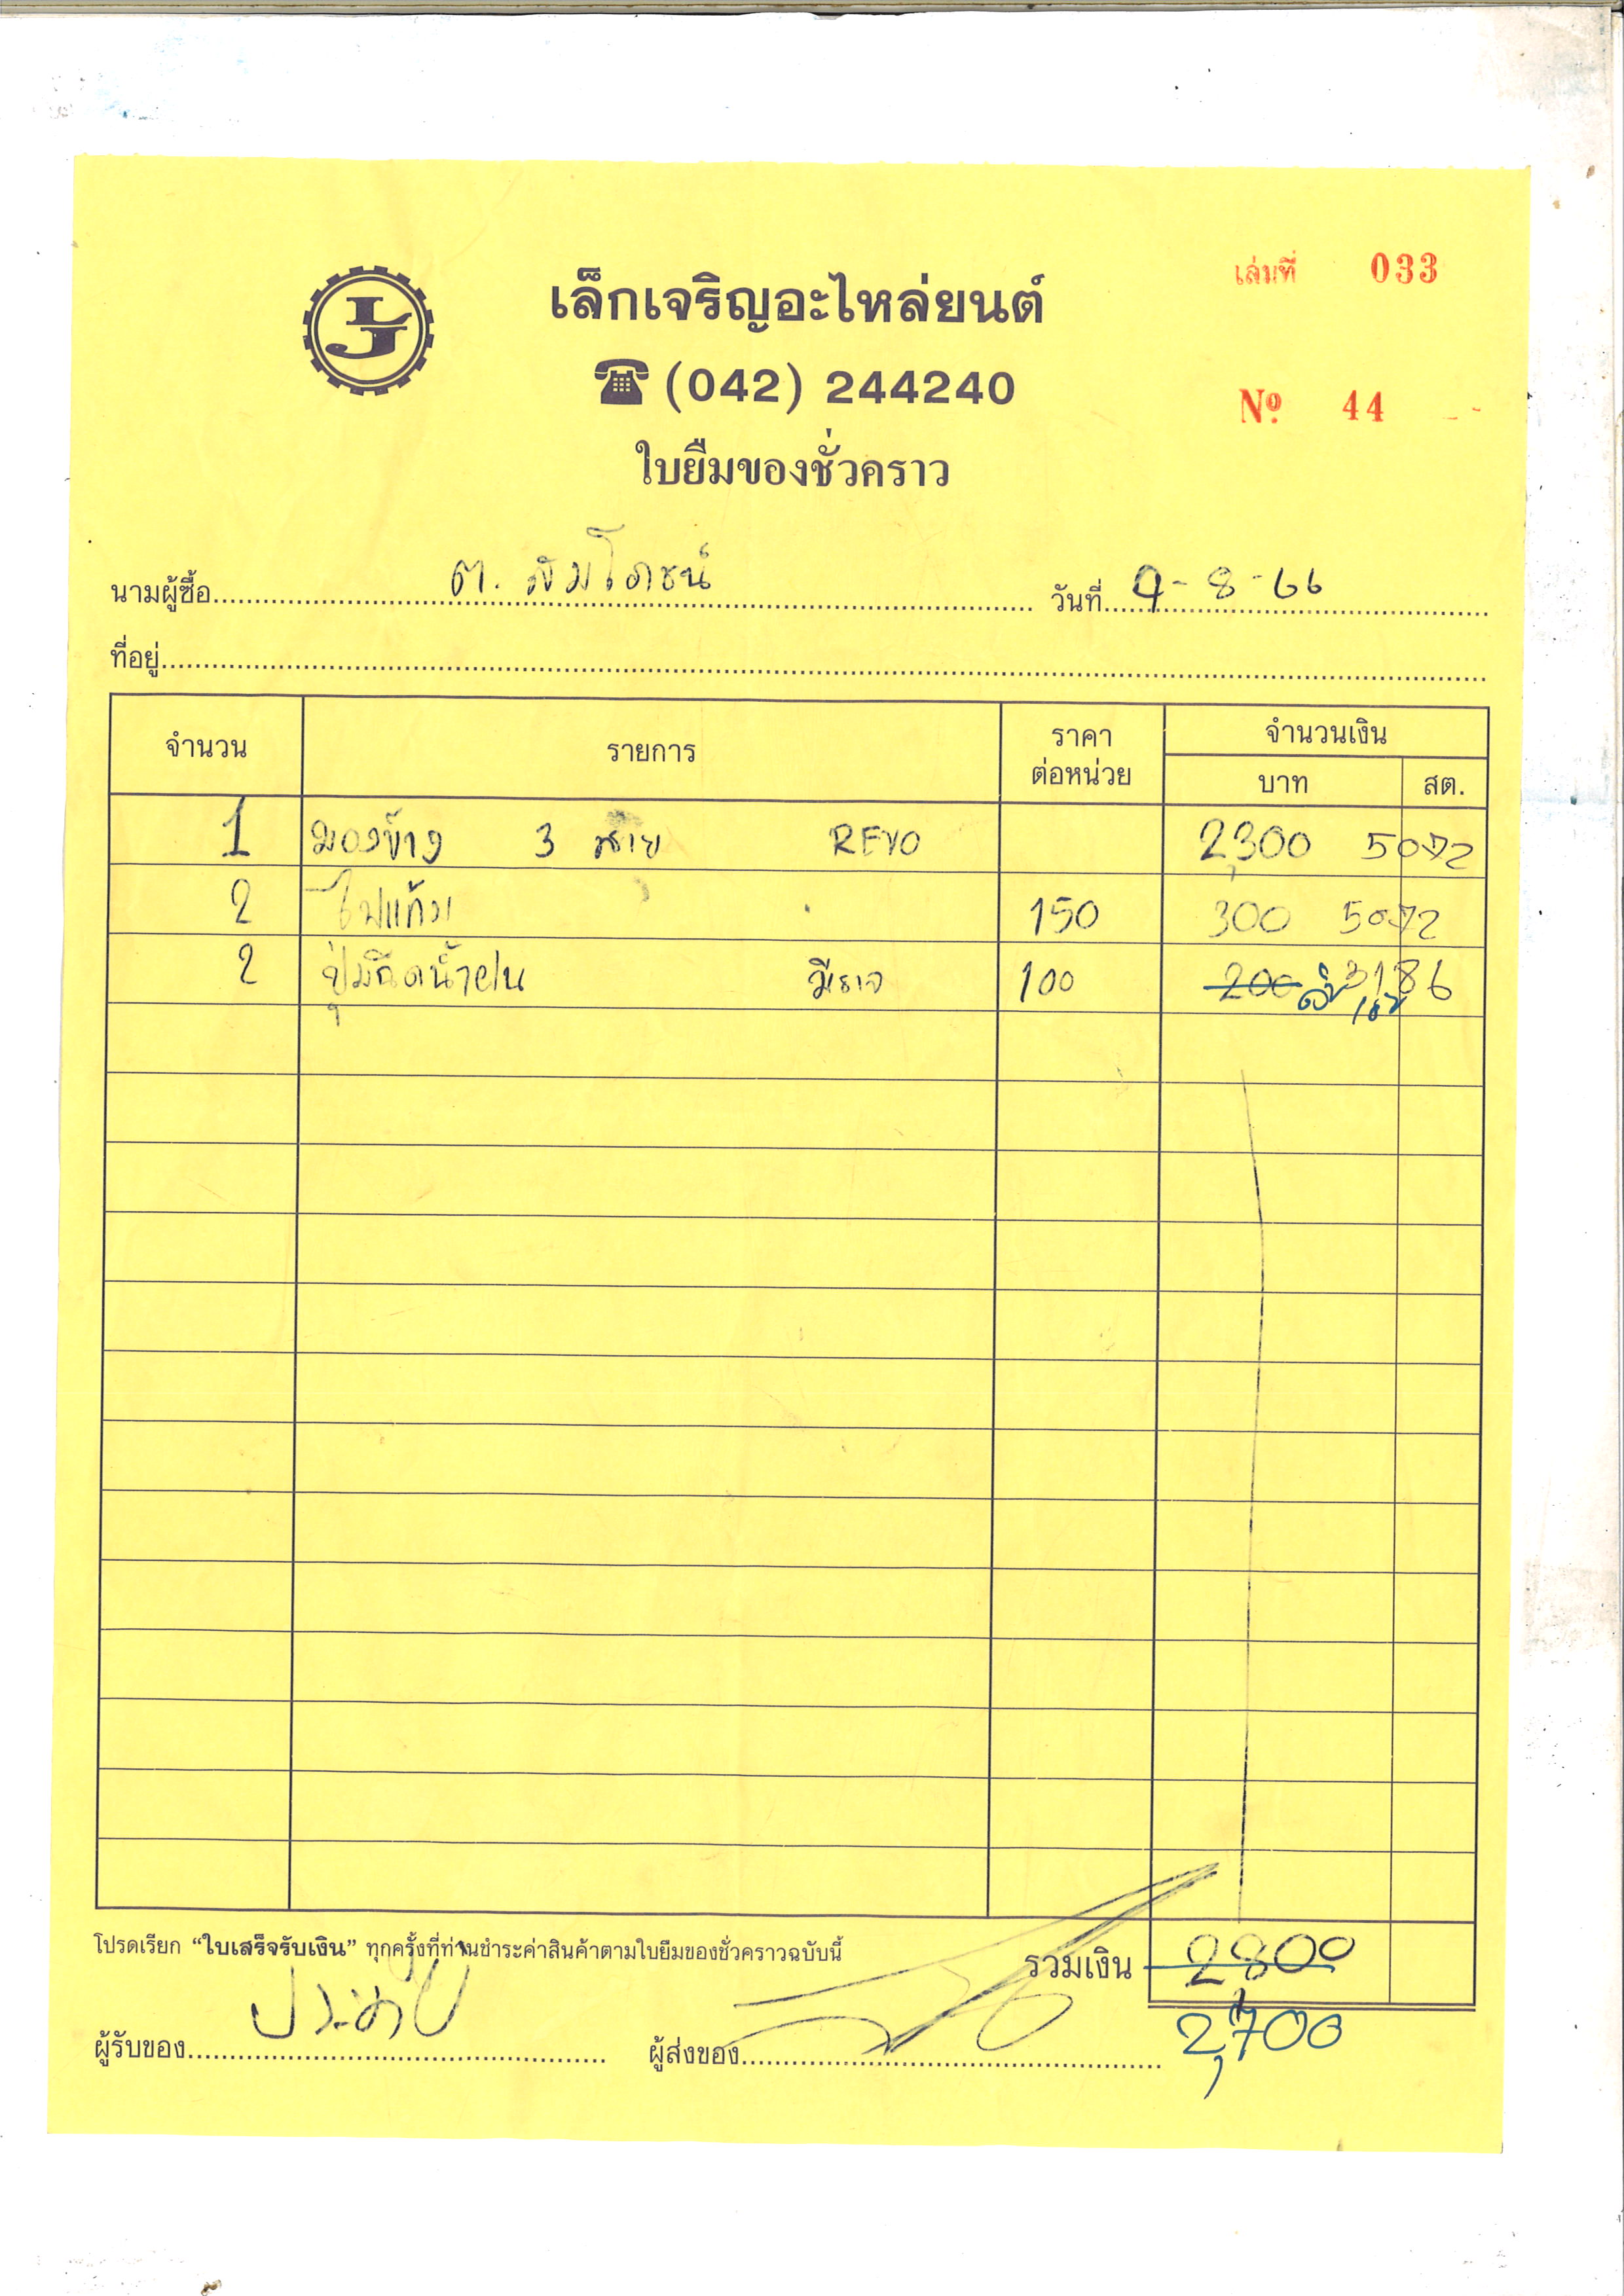 LJ
เล็กเจริญอะไหล่ยนต์
(042) 244240
ใบยืมของชั่วคราว
เล่มที่ 033
Nº 44
นามผู้ซื้อ ต. สัมโภชน์ วันที่ 9-8-66
ที่อยู่
จำนวน รายการ ราคาต่อหน่วย จำนวนเงิน
บาท สต.
1 มองข้าง 3 สาย REVO 2,300 5072
2 ไฟแก้ม 150 300 5072
2 ปุ่มฉีดน้ำฝน มีราจ 100 200 3186
โปรดเรียก “ใบเสร็จรับเงิน” ทุกครั้งที่ท่านชำระค่าสินค้าตามใบยืมของชั่วคราวฉบับนี้
รวมเงิน 2800
2,700
ผู้รับของ ผู้ส่งของ